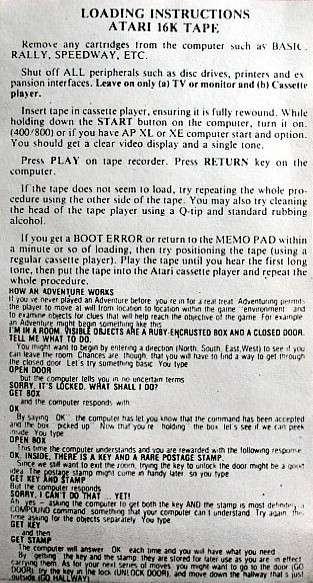 LOADING INSTRUCTIONS
ATARI 16K TAPE
Remove any cartridges from the computer such as BASIC,
RALLY, SPEEDWAY, ETC.
Shut off ALL peripherals such as disc drives, printers and ex
pansion interfaces. Leave on only (a) TV or monitor and (b) Cassette
player.
Insert tape in cassette player, ensuring it is fully rewound. While
holding down the START button on the computer, turn it on.
(400/800) or if you have AP XL or XE computer start and option.
You should get a clear video display and a single tone.
Press PLAY on tape recorder. Press RETURN key on the
computer.
If the tape does not seem to load, try repeating the whole pro-
cedure using the other side of the tape. You may also try cleaning
the head of the tape player using a Q-tip and standard rubbing
alcohol.
If you get a BOOT ERROR or return to the MEMO PAD within
a minute or so of loading, then try positioning the tape (using a
regular cassette player). Play the tape until you hear the first long
tone, then put the tape into the Atari cassette player and repeat the
whole procedure.
HOW AN ADVENTURE WORKS
If you've never played an Adventure before you re in for a real treat Adventuring permits
the player to move at will from location to location within the game environment and
to examine objects for clues that will help reach the objective of the game For example
an Adventure might begin something like this
I'M IN A ROOM. VISIBLE OBJECTS ARE A RUBY-ENCRUSTED BOX AND A CLOSED DOOR.
TELL ME WHAT TO DO.
You might want to begin by entering a direction (North, South, East, West) to see if you
can leave the room Chances are though that you will have to find a way to get through
the closed door Let's try something basic You type
OPEN DOOR
but the computer tells you in no uncertain terms
SORRY, IT'S LOCKED. WHAT SHALL I DO?
GET BOX
and the computer responds with
By saying OK the computer has let you know that the command has been accepted
and the box picked up Now that you're holding the box let's see if we can peek
inside You type
OPEN BOX
This time the computer understands and you are rewarded with the following response
OK. INSIDE, THERE IS A KEY AND A RARE POSTAGE STAMP.
Since we still want to exit the room, trying the key to unlock the door might be a good
idea The postage stamp might come in handy later so you type
GET KEY AND STAMP
But the computer responds
SORRY, I CAN'T DO THAT ... YET!
Ah yes - asking the computer to get both the key AND the stamp is most definitely a
COMPOUND command something that your computer can't understand Try again this
time asking for the objects separately You type
GET KEY
and then
GET STAMP
The computer will answer OK each time and you will have what you need
By getting the key and the stamp they are stored for later use as you are in effect
carrying them As for your next series of moves you might want to go to the door (GO
DOOR), try the key in the lock (UNLOCK DOOR), and move down the hallway that's just
outside (GO HALLWAY)